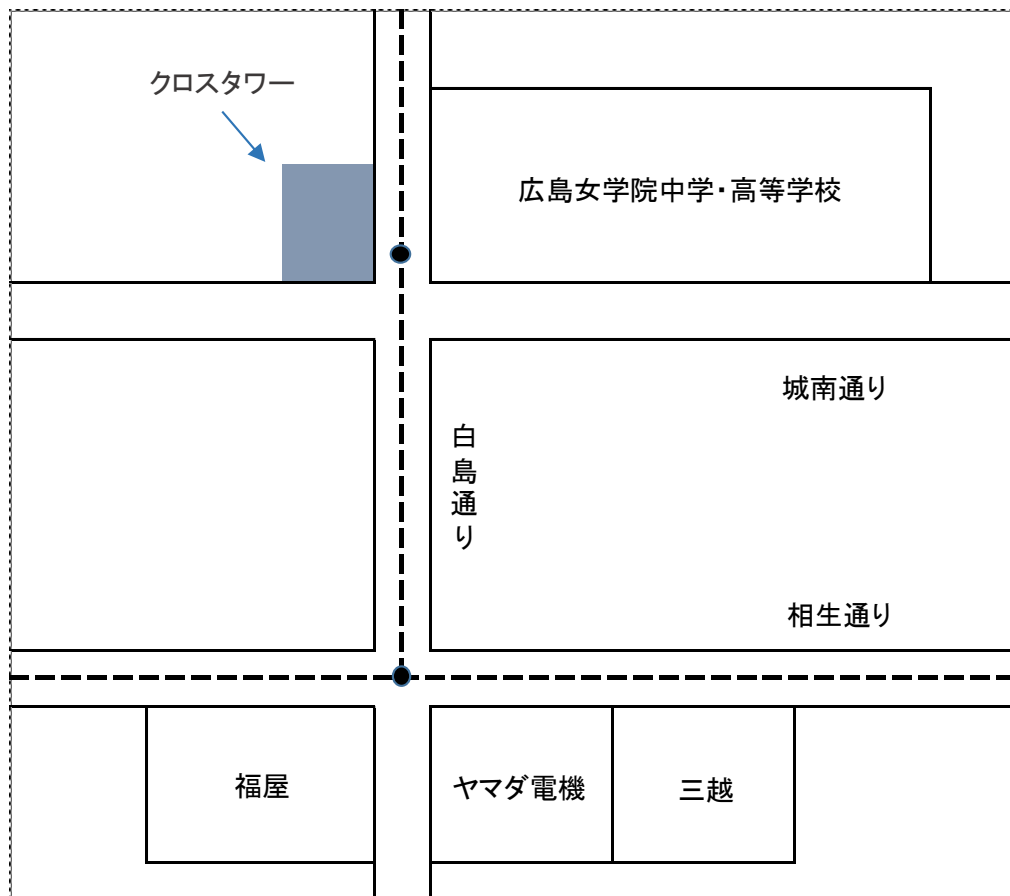 クロスタワー
広島女学院中学・高等学校
城南通り
白島通り
相生通り
福屋
ヤマダ電機
三越